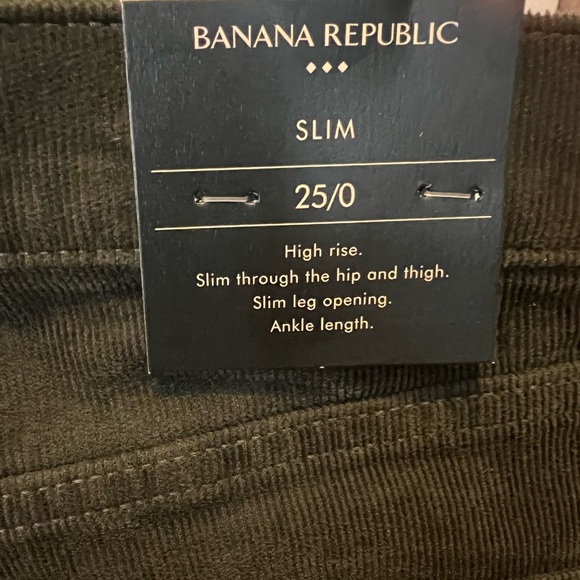 BANANA REPUBLIC
SLIM
25/0
High rise.
Slim through the hip and thigh.
Slim leg opening.
Ankle length.